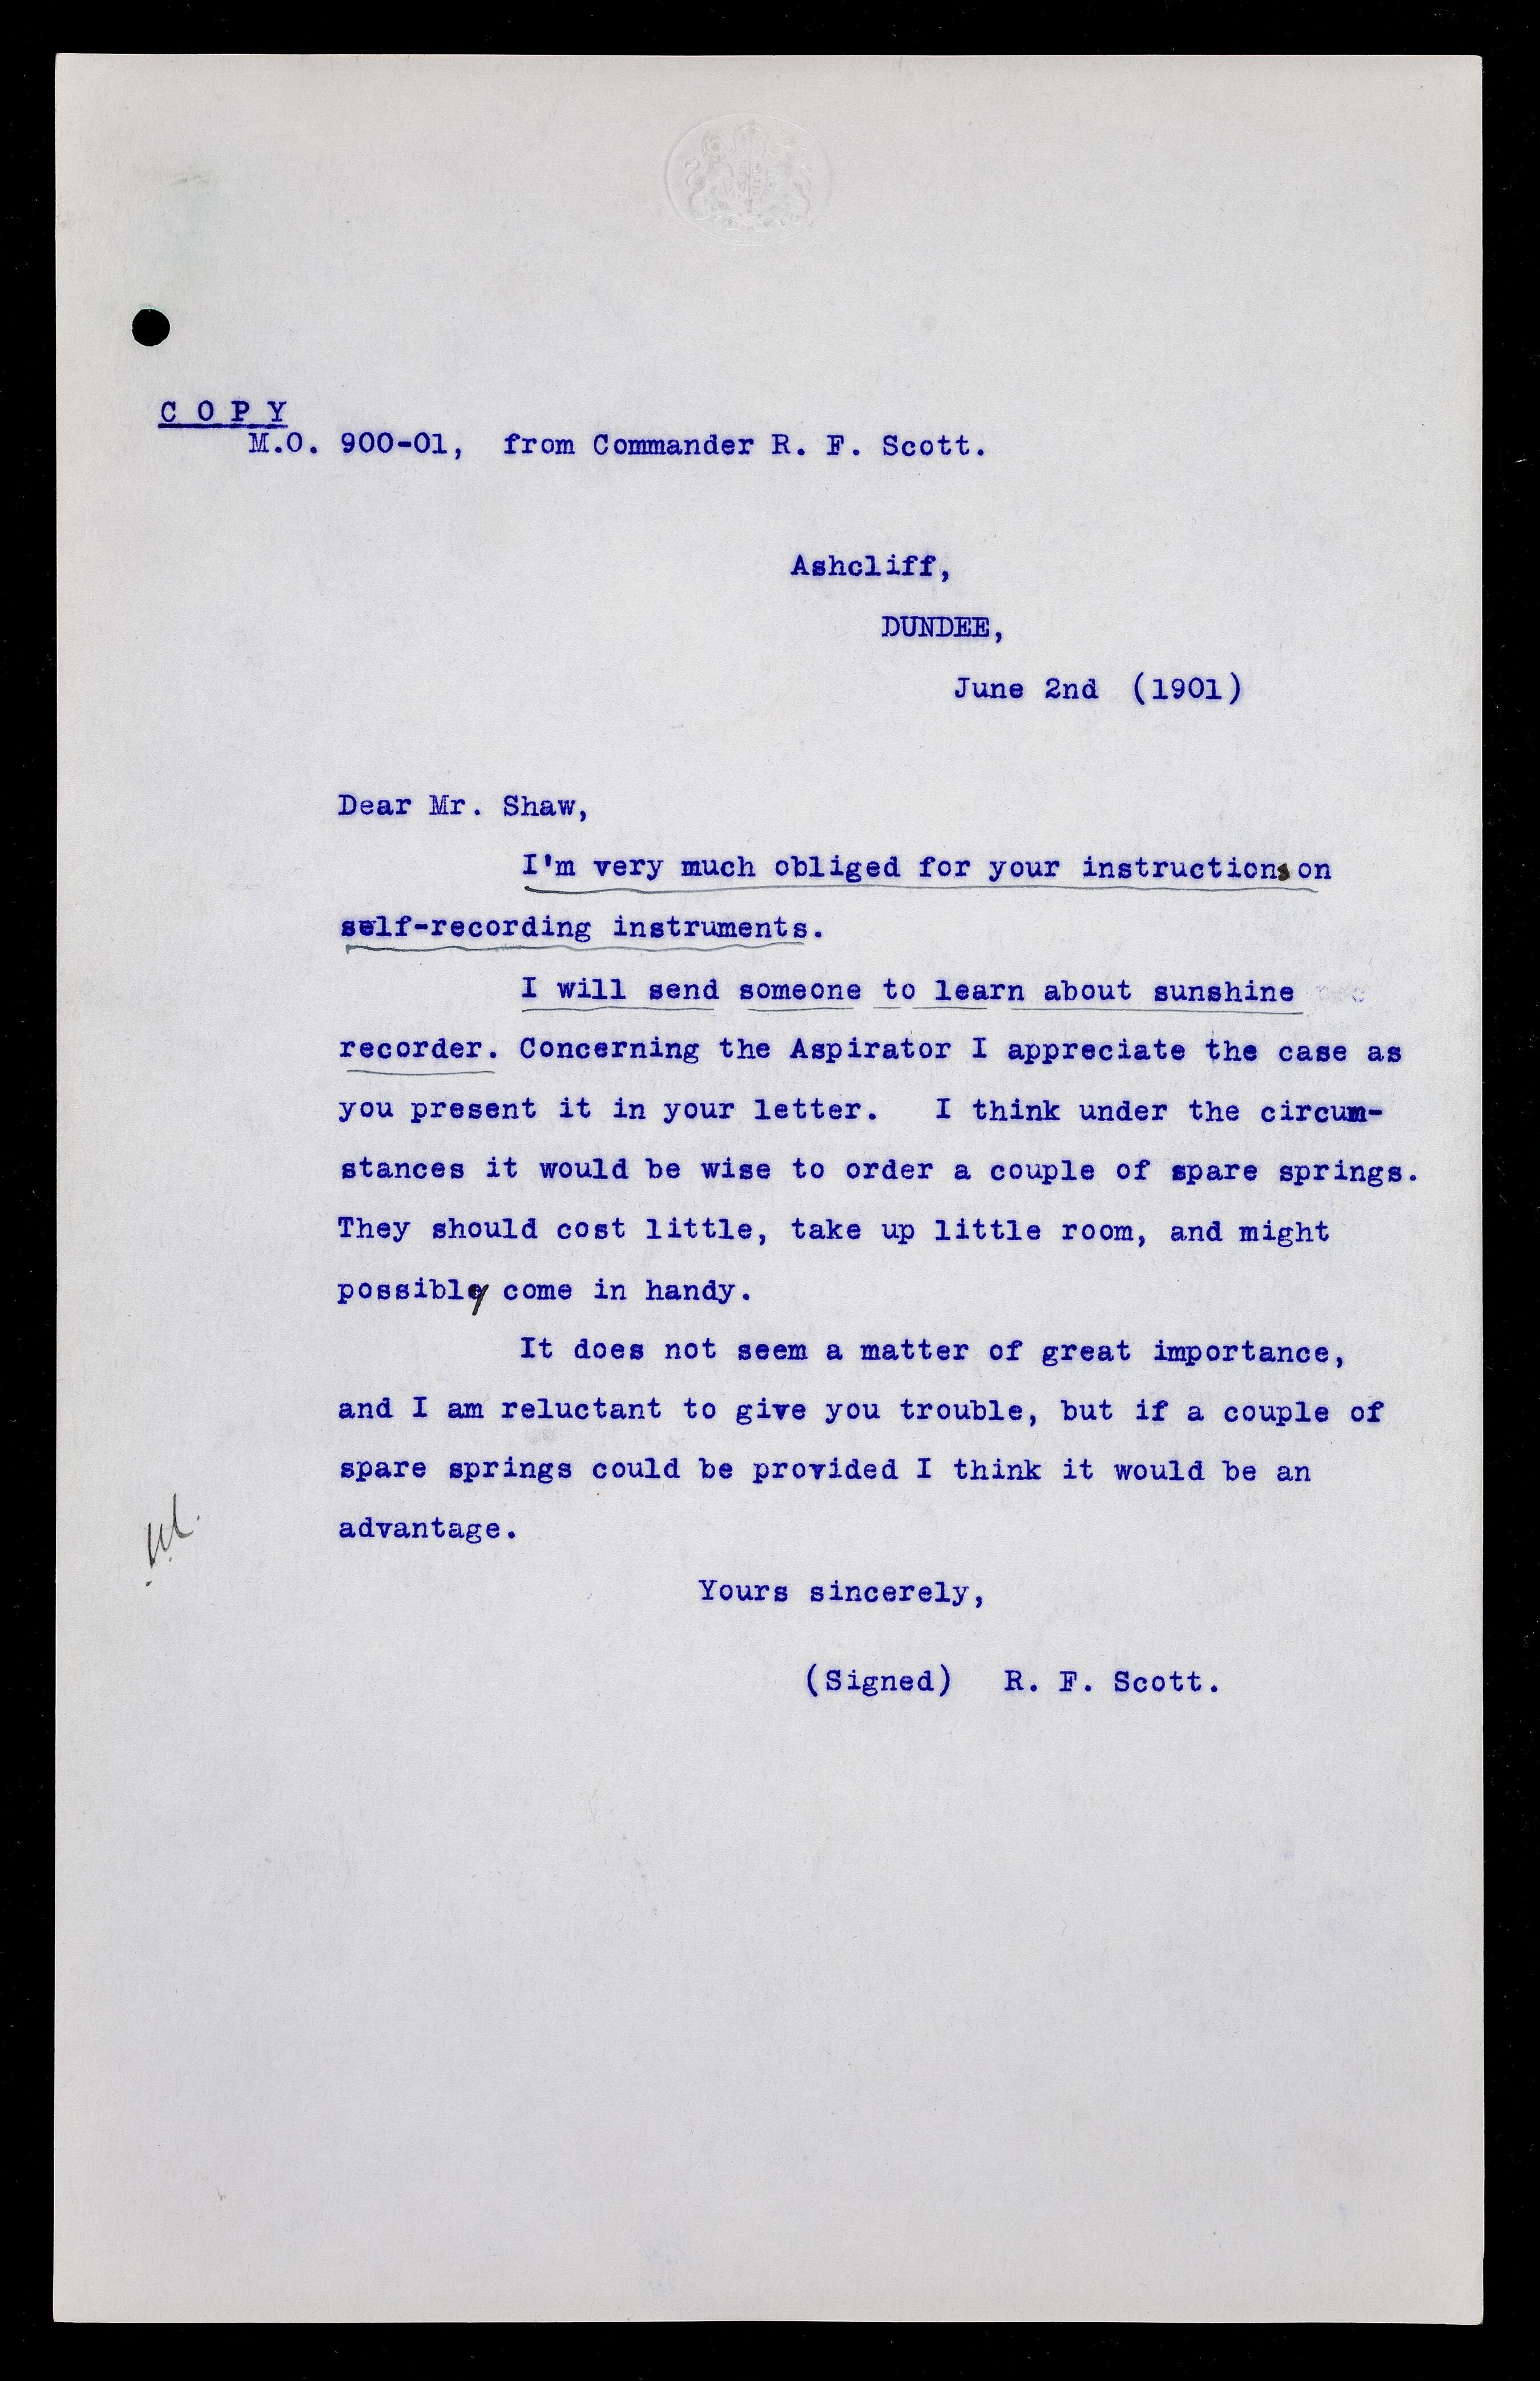 C O P Y
M.O. 900-01, from Commander R. F. Scott.
Ashcliff,
DUNDEE,
June 2nd (1901)
Dear Mr. Shaw,
I'm very much obliged for your instructions on
self-recording instruments.
I will send someone to learn about sunshine
recorder. Concerning the Aspirator I appreciate the case as
you present it in your letter. I think under the circum-
stances it would be wise to order a couple of spare springs.
They should cost little, take up little room, and might
possibly come in handy.
It does not seem a matter of great importance,
and I am reluctant to give you trouble, but if a couple of
spare springs could be provided I think it would be an
advantage.
Yours sincerely,
(Signed) R. F. Scott.